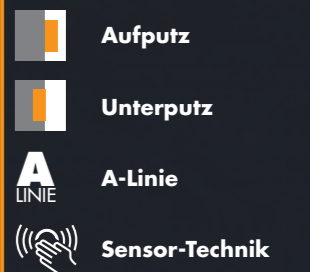 Aufputz
Unterputz
A
LINIE
A-Linie
Sensor-Technik